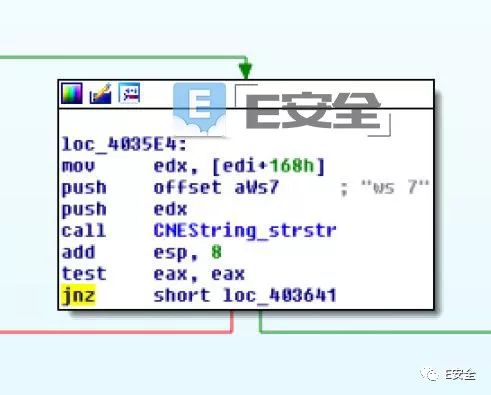 E E安全
loc_4035E4:
mov edx, [edi+168h]
push offset aWs7 ; "ws 7"
push edx
call CNEString_strstr
add esp, 8
test eax, eax
jnz short loc_403641
E安全